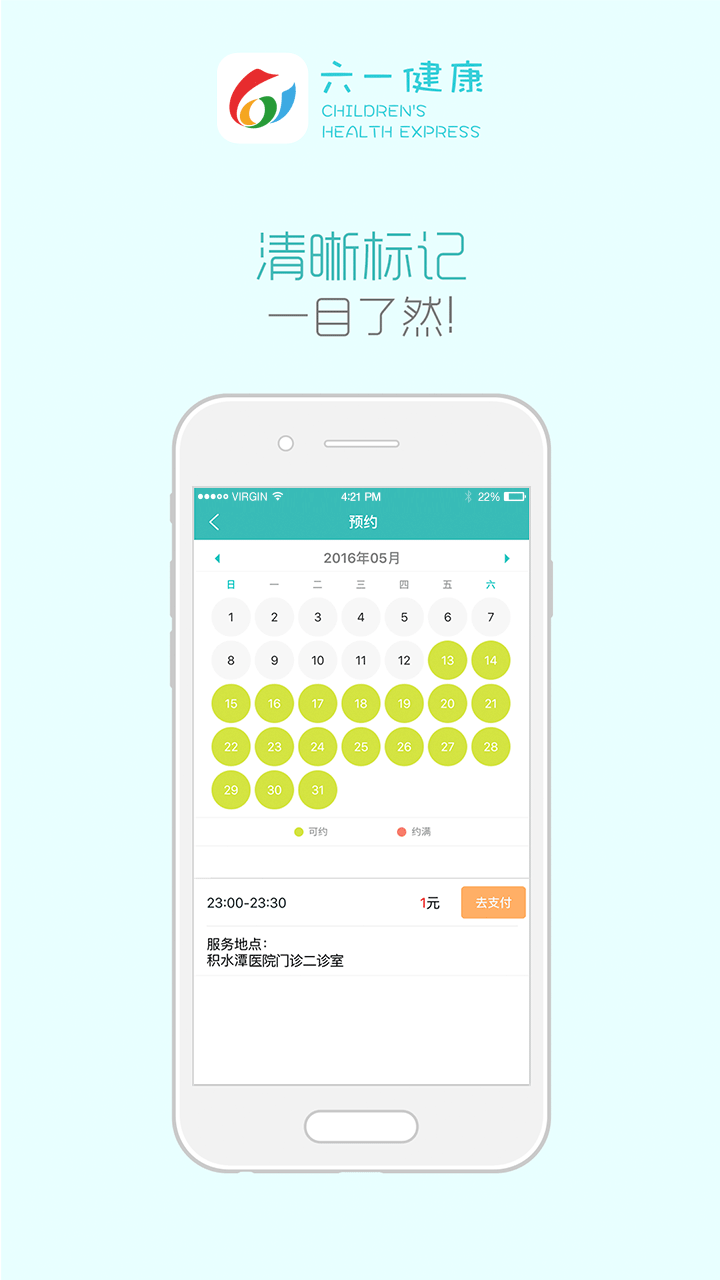 六一健康
CHILDREN'S
HEALTH EXPRESS
清晰标记
一目了然!
VIRGIN 4:21 PM 22%
预约
2016年05月
日 一 二 三 四 五 六
1 2 3 4 5 6 7
8 9 10 11 12 13 14
15 16 17 18 19 20 21
22 23 24 25 26 27 28
29 30 31
可约 约满
23:00-23:30 1元 去支付
服务地点:
积水潭医院门诊二诊室